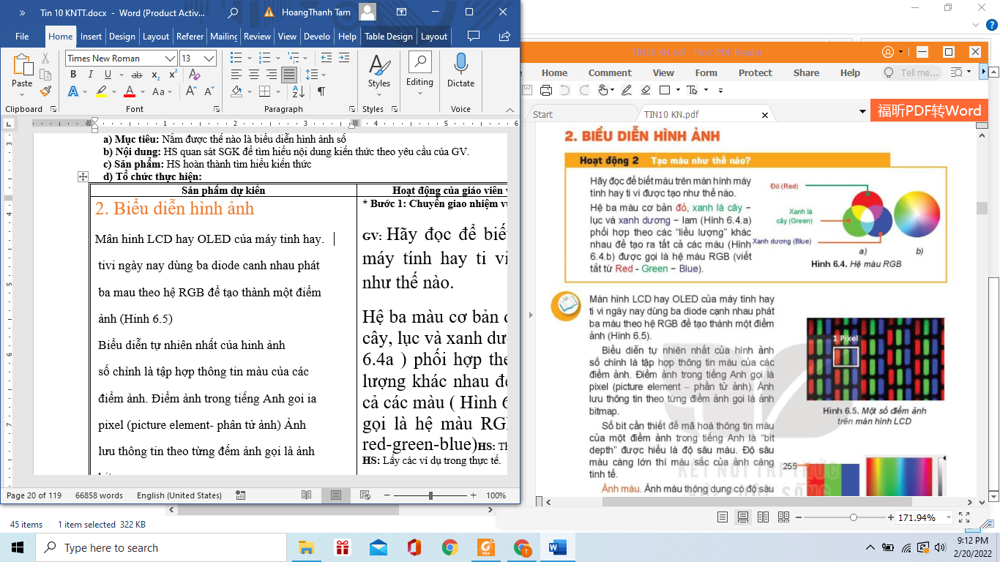 Tin 10 KNTT.docx - Word (Product Activ...
HoangThanh Tam
File Home Insert Design Layout Referer Mailinc Review View Develo Help Table Design Layout
Times New Roman 13
Paste
Styles
Editing
Dictate
Clipboard Font Paragraph Styles Voice
a) Mục tiêu: Nắm được thế nào là biểu diễn hình ảnh số
b) Nội dung: HS quan sát SGK để tìm hiểu nội dung kiến thức theo yêu cầu của GV.
c) Sản phẩm: HS hoàn thành tìm hiểu kiến thức
d) Tổ chức thực hiện:
Sản phẩm dự kiến
2. Biểu diễn hình ảnh
Mân hinh LCD hay OLED của máy tinh hay.
tivi ngày nay dùng ba diode canh nhau phát
ba mau theo hệ RGB để tạo thành một điểm
ảnh (Hinh 6.5)
Biểu diễn tự nhiên nhất của hinh ảnh
số chinh là tập hợp thông tin màu của các
điểm ảnh. Điểm ảnh trong tiếng Anh goi ia
pixel (picture element- phân tử ảnh) Ảnh
lưu thông tin theo từng đếm ảnh gọi là ảnh
Hoạt động của giáo viên v
* Bước 1: Chuyển giao nhiệm vụ
GV: Hãy đọc để biết
máy tính hay ti vi
như thế nào.
Hệ ba màu cơ bản đ
cây, lục và xanh dư
6.4a ) phối hợp the
lượng khác nhau để
cả các màu ( Hình 6
gọi là hệ màu RGB
red-green-blue)HS: Th
HS: Lấy các ví dụ trong thực tế.
Page 20 of 119 66858 words English (United States) 100%
45 items 1 item selected 322 KB
TIN10 KN.pdf - Foxit PDF Reader
Home Comment View Form Protect Share Help Tell me...
Start TIN10 KN.pdf
福昕PDF转Word
2. BIỂU DIỄN HÌNH ẢNH
Hoạt động 2 Tạo màu như thế nào?
Hãy đọc để biết màu trên màn hình máy
tính hay ti vi được tạo như thế nào.
Hệ ba màu cơ bản đỏ, xanh lá cây –
lục và xanh dương – lam (Hình 6.4.a)
phối hợp theo các “liều lượng” khác
nhau để tạo ra tất cả các màu (Hình
6.4.b) được gọi là hệ màu RGB (viết
tắt từ Red - Green – Blue).
Đỏ (Red)
Xanh lá
cây (Green)
Xanh dương (Blue)
a) b)
Hình 6.4. Hệ màu RGB
Màn hình LCD hay OLED của máy tính hay
ti vi ngày nay dùng ba diode cạnh nhau phát
ba màu theo hệ RGB để tạo thành một điểm
ảnh (Hình 6.5).
Biểu diễn tự nhiên nhất của hình ảnh
số chính là tập hợp thông tin màu của các
điểm ảnh. Điểm ảnh trong tiếng Anh gọi là
pixel (picture element – phần tử ảnh). Ảnh
lưu thông tin theo từng điểm ảnh gọi là ảnh
bitmap.
Số bit cần thiết để mã hoá thông tin màu
của một điểm ảnh trong tiếng Anh là “bit
depth” được hiểu là độ sâu màu. Độ sâu
màu càng lớn thì màu sắc của ảnh càng
tinh tế.
Ảnh màu. Ảnh màu thông dụng có độ sâu
1 Pixel
Hình 6.5. Một số điểm ảnh
trên màn hình LCD
255
KẾT NỐI TRI THỨC
171.94%
Type here to search
9:12 PM
2/20/2022